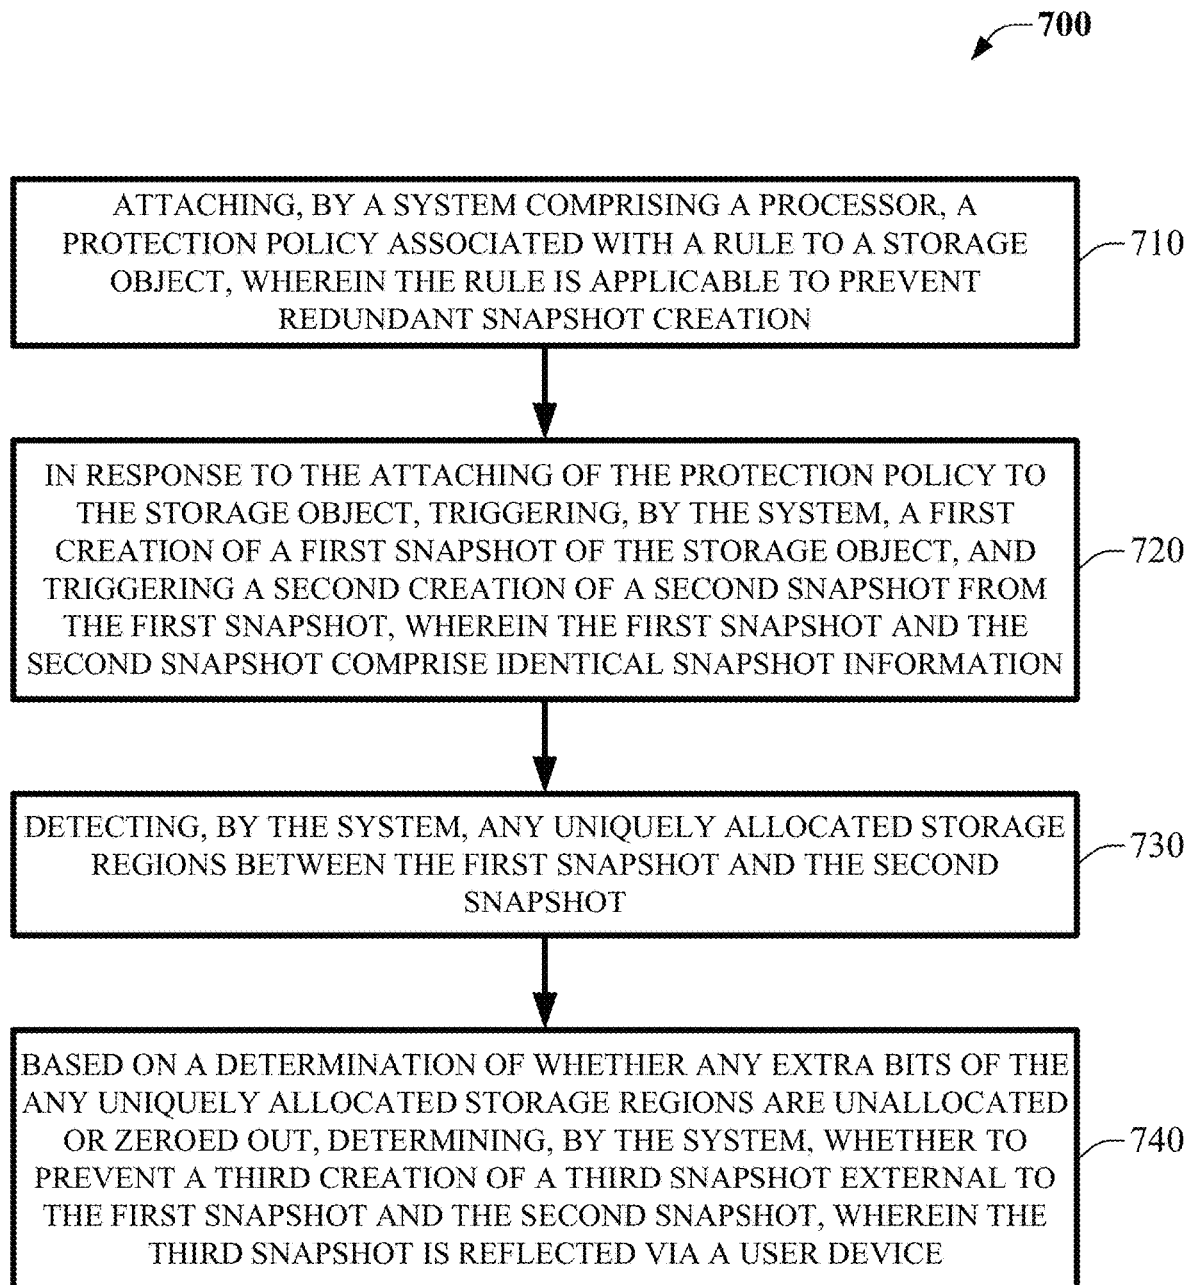 700
ATTACHING, BY A SYSTEM COMPRISING A PROCESSOR, A
PROTECTION POLICY ASSOCIATED WITH A RULE TO A STORAGE
OBJECT, WHEREIN THE RULE IS APPLICABLE TO PREVENT
REDUNDANT SNAPSHOT CREATION
710
IN RESPONSE TO THE ATTACHING OF THE PROTECTION POLICY TO
THE STORAGE OBJECT, TRIGGERING, BY THE SYSTEM, A FIRST
CREATION OF A FIRST SNAPSHOT OF THE STORAGE OBJECT, AND
TRIGGERING A SECOND CREATION OF A SECOND SNAPSHOT FROM
THE FIRST SNAPSHOT, WHEREIN THE FIRST SNAPSHOT AND THE
SECOND SNAPSHOT COMPRISE IDENTICAL SNAPSHOT INFORMATION
720
DETECTING, BY THE SYSTEM, ANY UNIQUELY ALLOCATED STORAGE
REGIONS BETWEEN THE FIRST SNAPSHOT AND THE SECOND
SNAPSHOT
730
BASED ON A DETERMINATION OF WHETHER ANY EXTRA BITS OF THE
ANY UNIQUELY ALLOCATED STORAGE REGIONS ARE UNALLOCATED
OR ZEROED OUT, DETERMINING, BY THE SYSTEM, WHETHER TO
PREVENT A THIRD CREATION OF A THIRD SNAPSHOT EXTERNAL TO
THE FIRST SNAPSHOT AND THE SECOND SNAPSHOT, WHEREIN THE
THIRD SNAPSHOT IS REFLECTED VIA A USER DEVICE
740